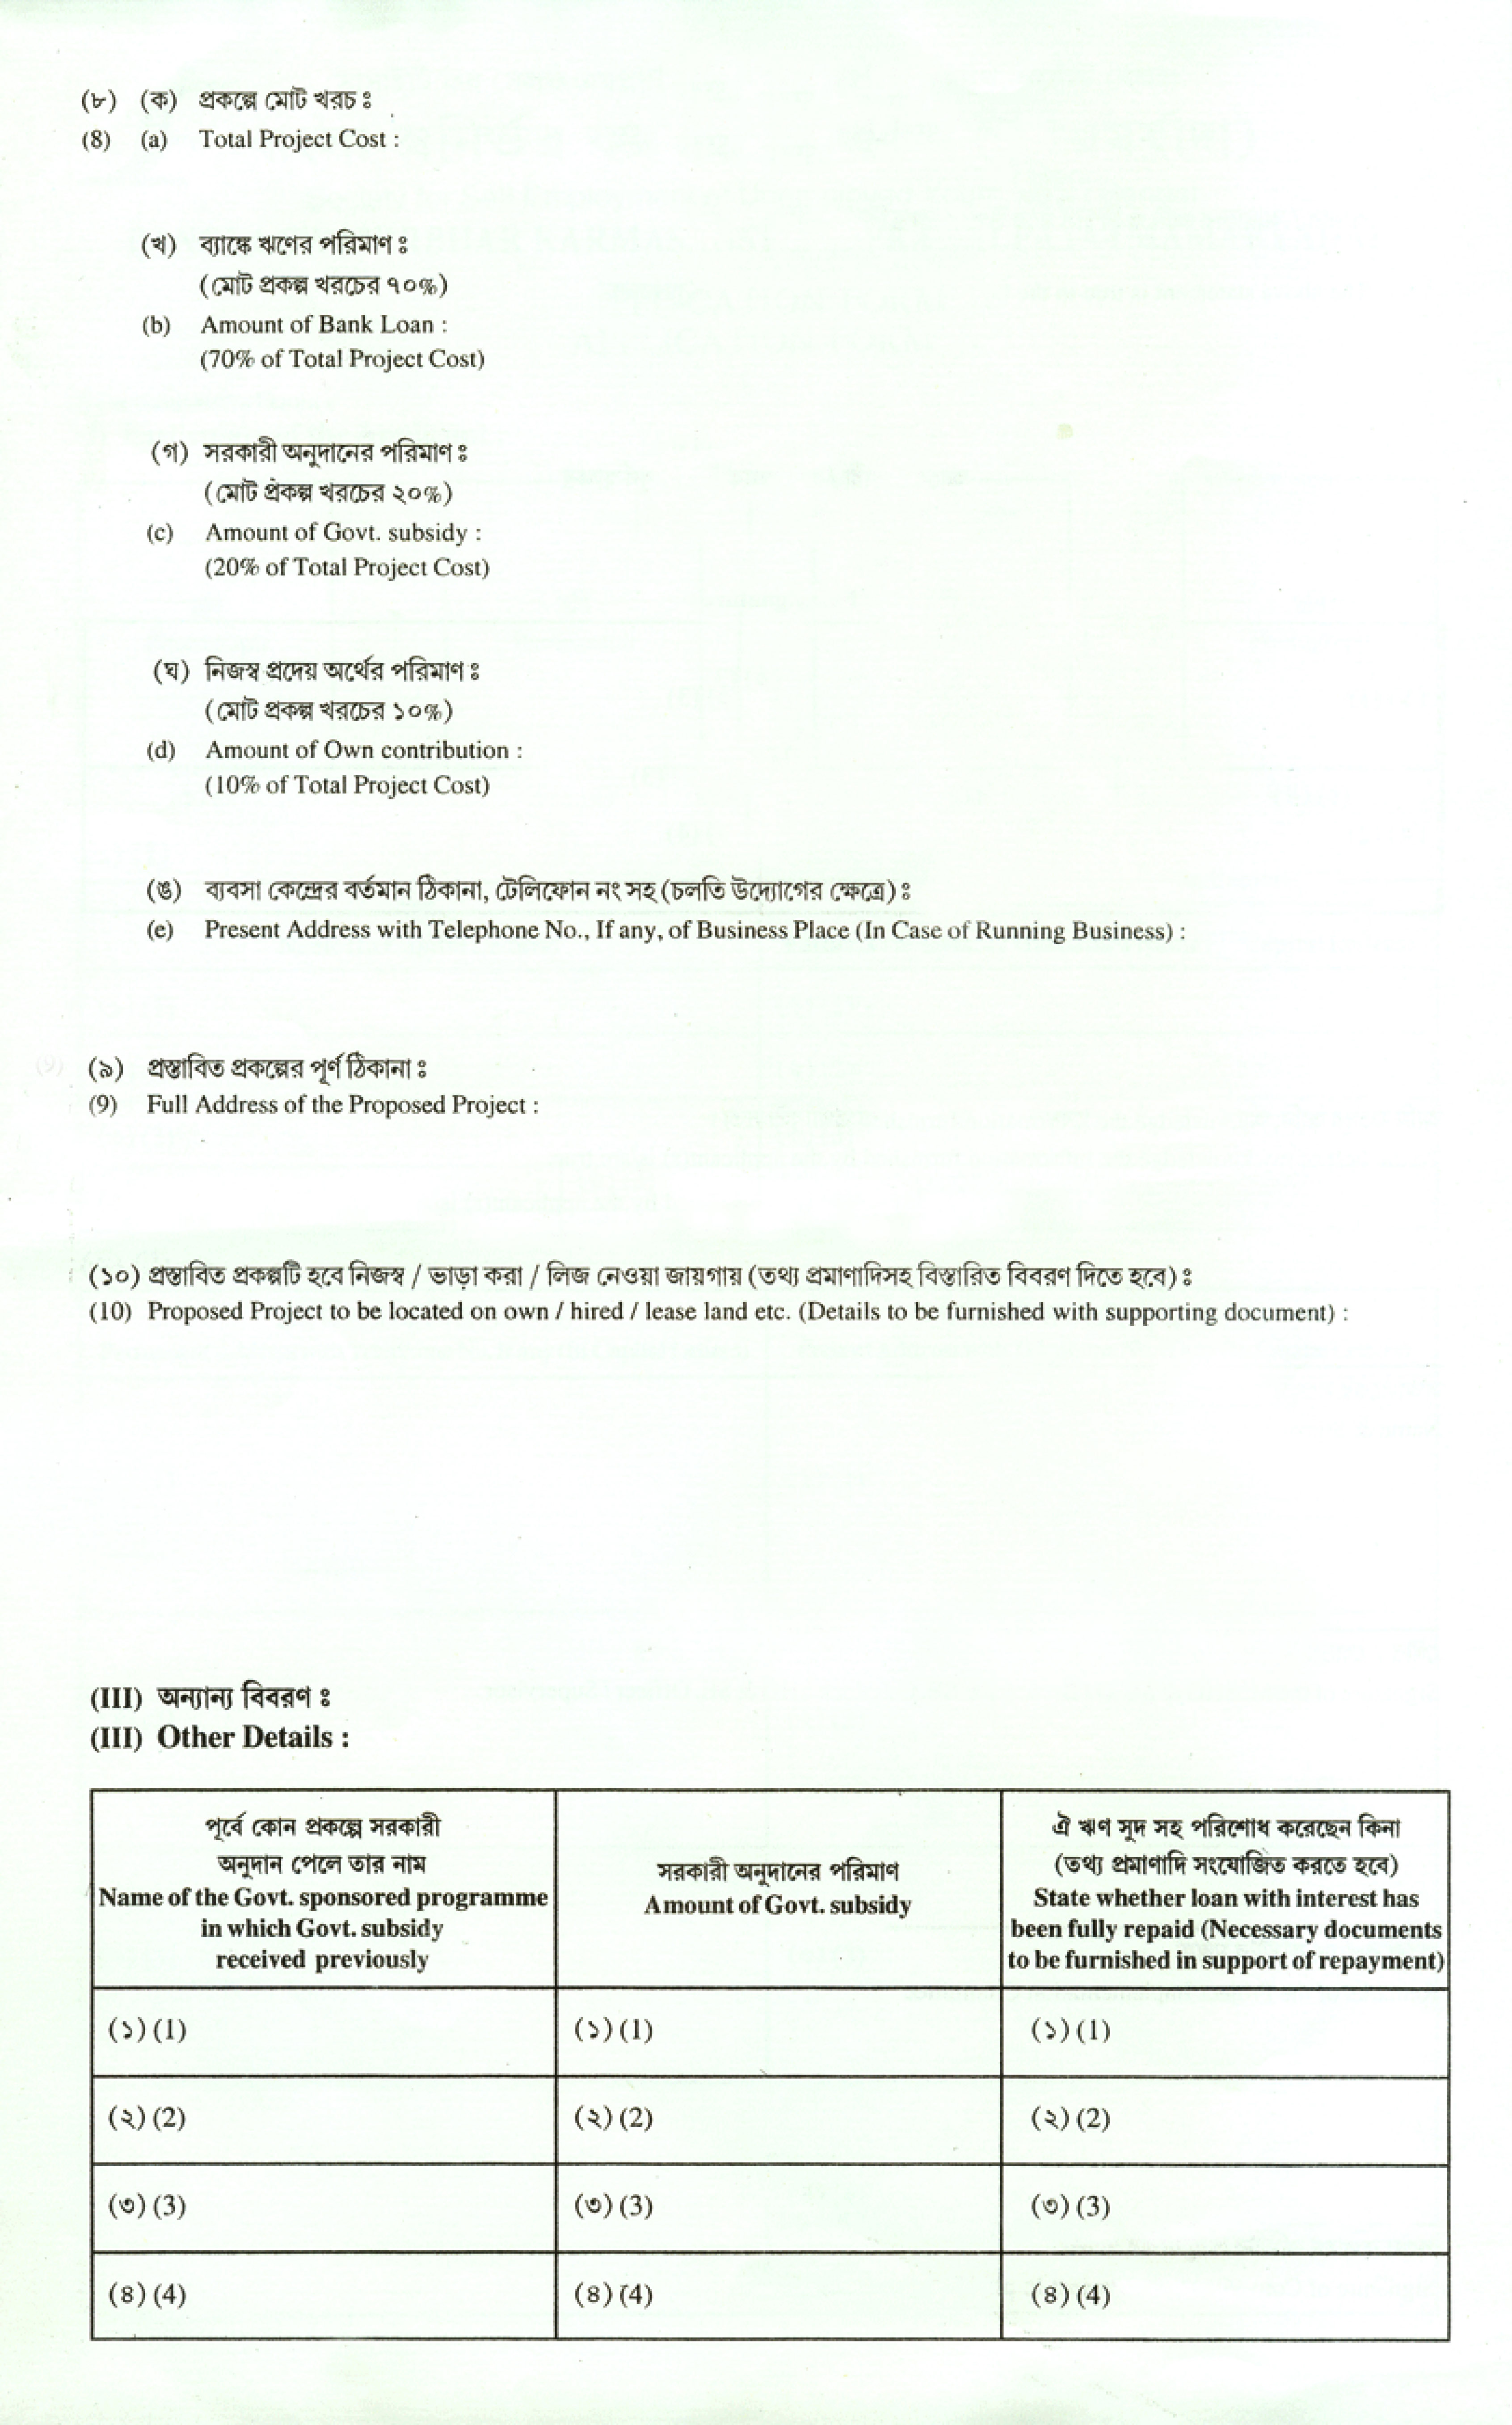 (৮) (ক) প্রকল্পে মোট খরচ ঃ
(8) (a) Total Project Cost :
(খ) ব্যাঙ্কে ঋণের পরিমাণ ঃ
(মোট প্রকল্প খরচের ৭০%)
(b) Amount of Bank Loan :
(70% of Total Project Cost)
(গ) সরকারী অনুদানের পরিমাণ ঃ
(মোট প্রকল্প খরচের ২০%)
(c) Amount of Govt. subsidy :
(20% of Total Project Cost)
(ঘ) নিজস্ব প্রদেয় অর্থের পরিমাণ ঃ
(মোট প্রকল্প খরচের ১০%)
(d) Amount of Own contribution :
(10% of Total Project Cost)
(ঙ) ব্যবসা কেন্দ্রের বর্তমান ঠিকানা, টেলিফোন নং সহ (চলতি উদ্যোগের ক্ষেত্রে) ঃ
(e) Present Address with Telephone No., If any, of Business Place (In Case of Running Business) :
(৯) প্রস্তাবিত প্রকল্পের পূর্ণ ঠিকানা ঃ
(9) Full Address of the Proposed Project :
(১০) প্রস্তাবিত প্রকল্পটি হবে নিজস্ব / ভাড়া করা / লিজ নেওয়া জায়গায় (তথ্য প্রমাণাদিসহ বিস্তারিত বিবরণ দিতে হবে) ঃ
(10) Proposed Project to be located on own / hired / lease land etc. (Details to be furnished with supporting document) :
(III) অন্যান্য বিবরণ ঃ
(III) Other Details :
পূর্বে কোন প্রকল্পে সরকারী
অনুদান পেলে তার নাম
Name of the Govt. sponsored programme
in which Govt. subsidy
received previously
সরকারী অনুদানের পরিমাণ
Amount of Govt. subsidy
ঐ ঋণ সুদ সহ পরিশোধ করেছেন কিনা
(তথ্য প্রমাণাদি সংযোজিত করতে হবে)
State whether loan with interest has
been fully repaid (Necessary documents
to be furnished in support of repayment)
(১) (1) (১) (1) (১) (1)
(২) (2) (২) (2) (২) (2)
(৩) (3) (৩) (3) (৩) (3)
(৪) (4) (৪) (4) (৪) (4)